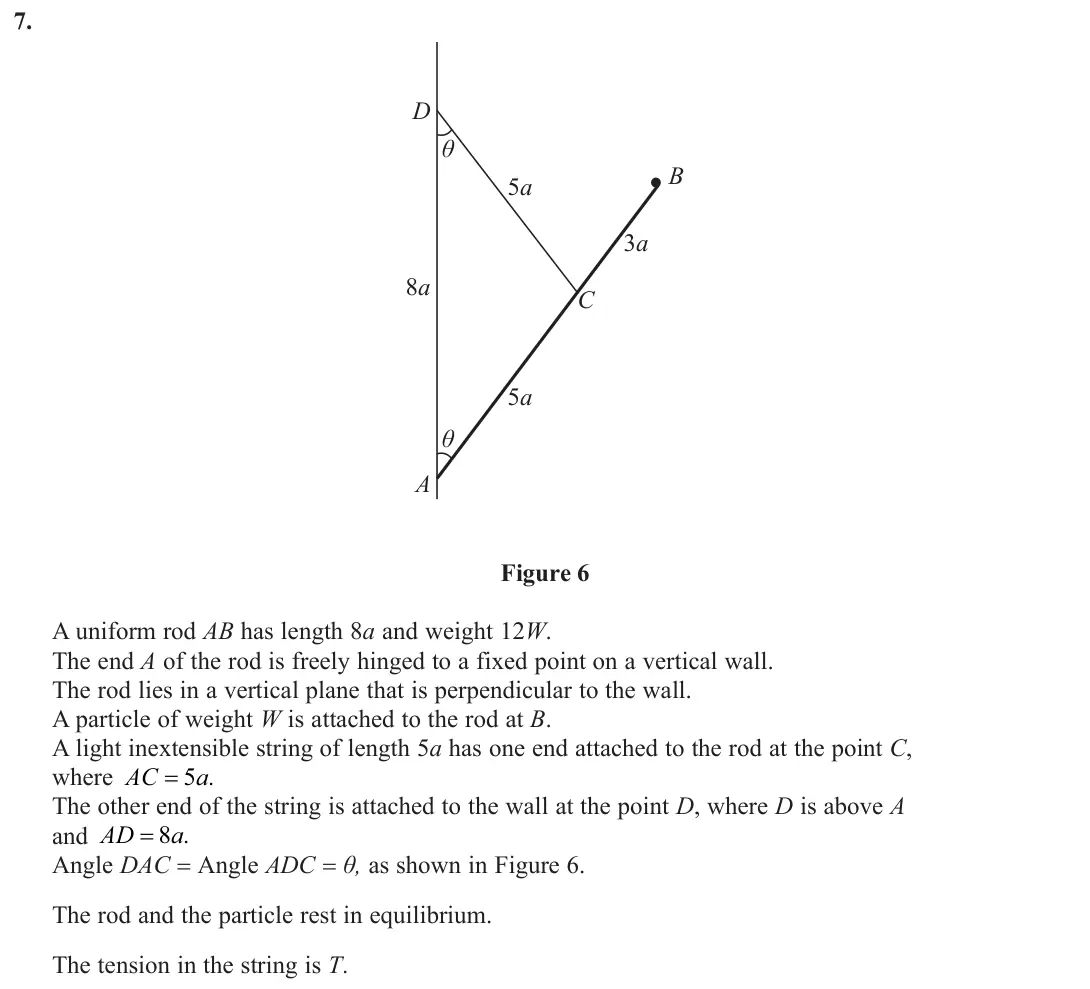 7.
D
θ
5a
B
3a
8a
C
5a
θ
A
Figure 6
A uniform rod AB has length 8a and weight 12W.
The end A of the rod is freely hinged to a fixed point on a vertical wall.
The rod lies in a vertical plane that is perpendicular to the wall.
A particle of weight W is attached to the rod at B.
A light inextensible string of length 5a has one end attached to the rod at the point C,
where AC = 5a.
The other end of the string is attached to the wall at the point D, where D is above A
and AD = 8a.
Angle DAC = Angle ADC = θ, as shown in Figure 6.
The rod and the particle rest in equilibrium.
The tension in the string is T.